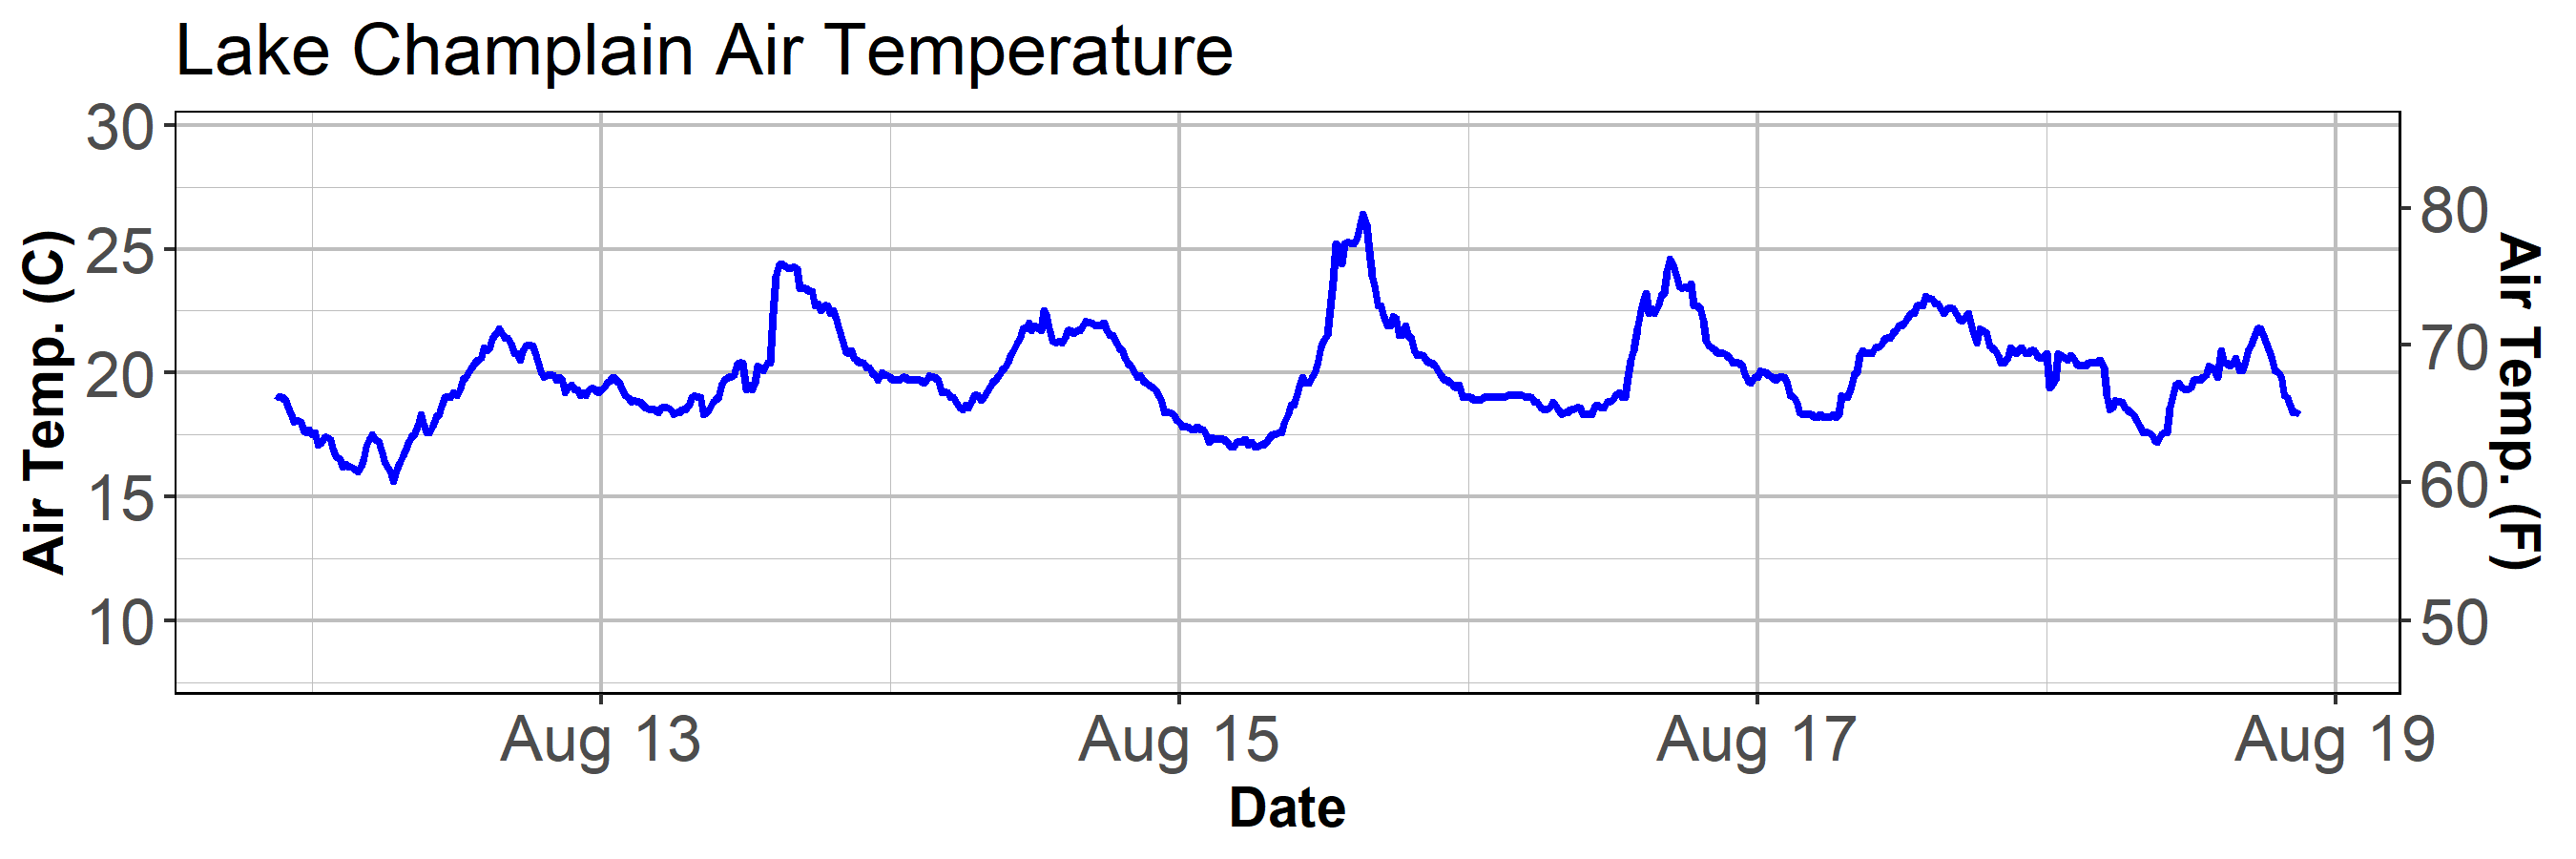 Lake Champlain Air Temperature
30
25
20
15
10
Air Temp. (C)
80
70
60
50
Air Temp. (F)
Aug 13 Aug 15 Aug 17 Aug 19
Date